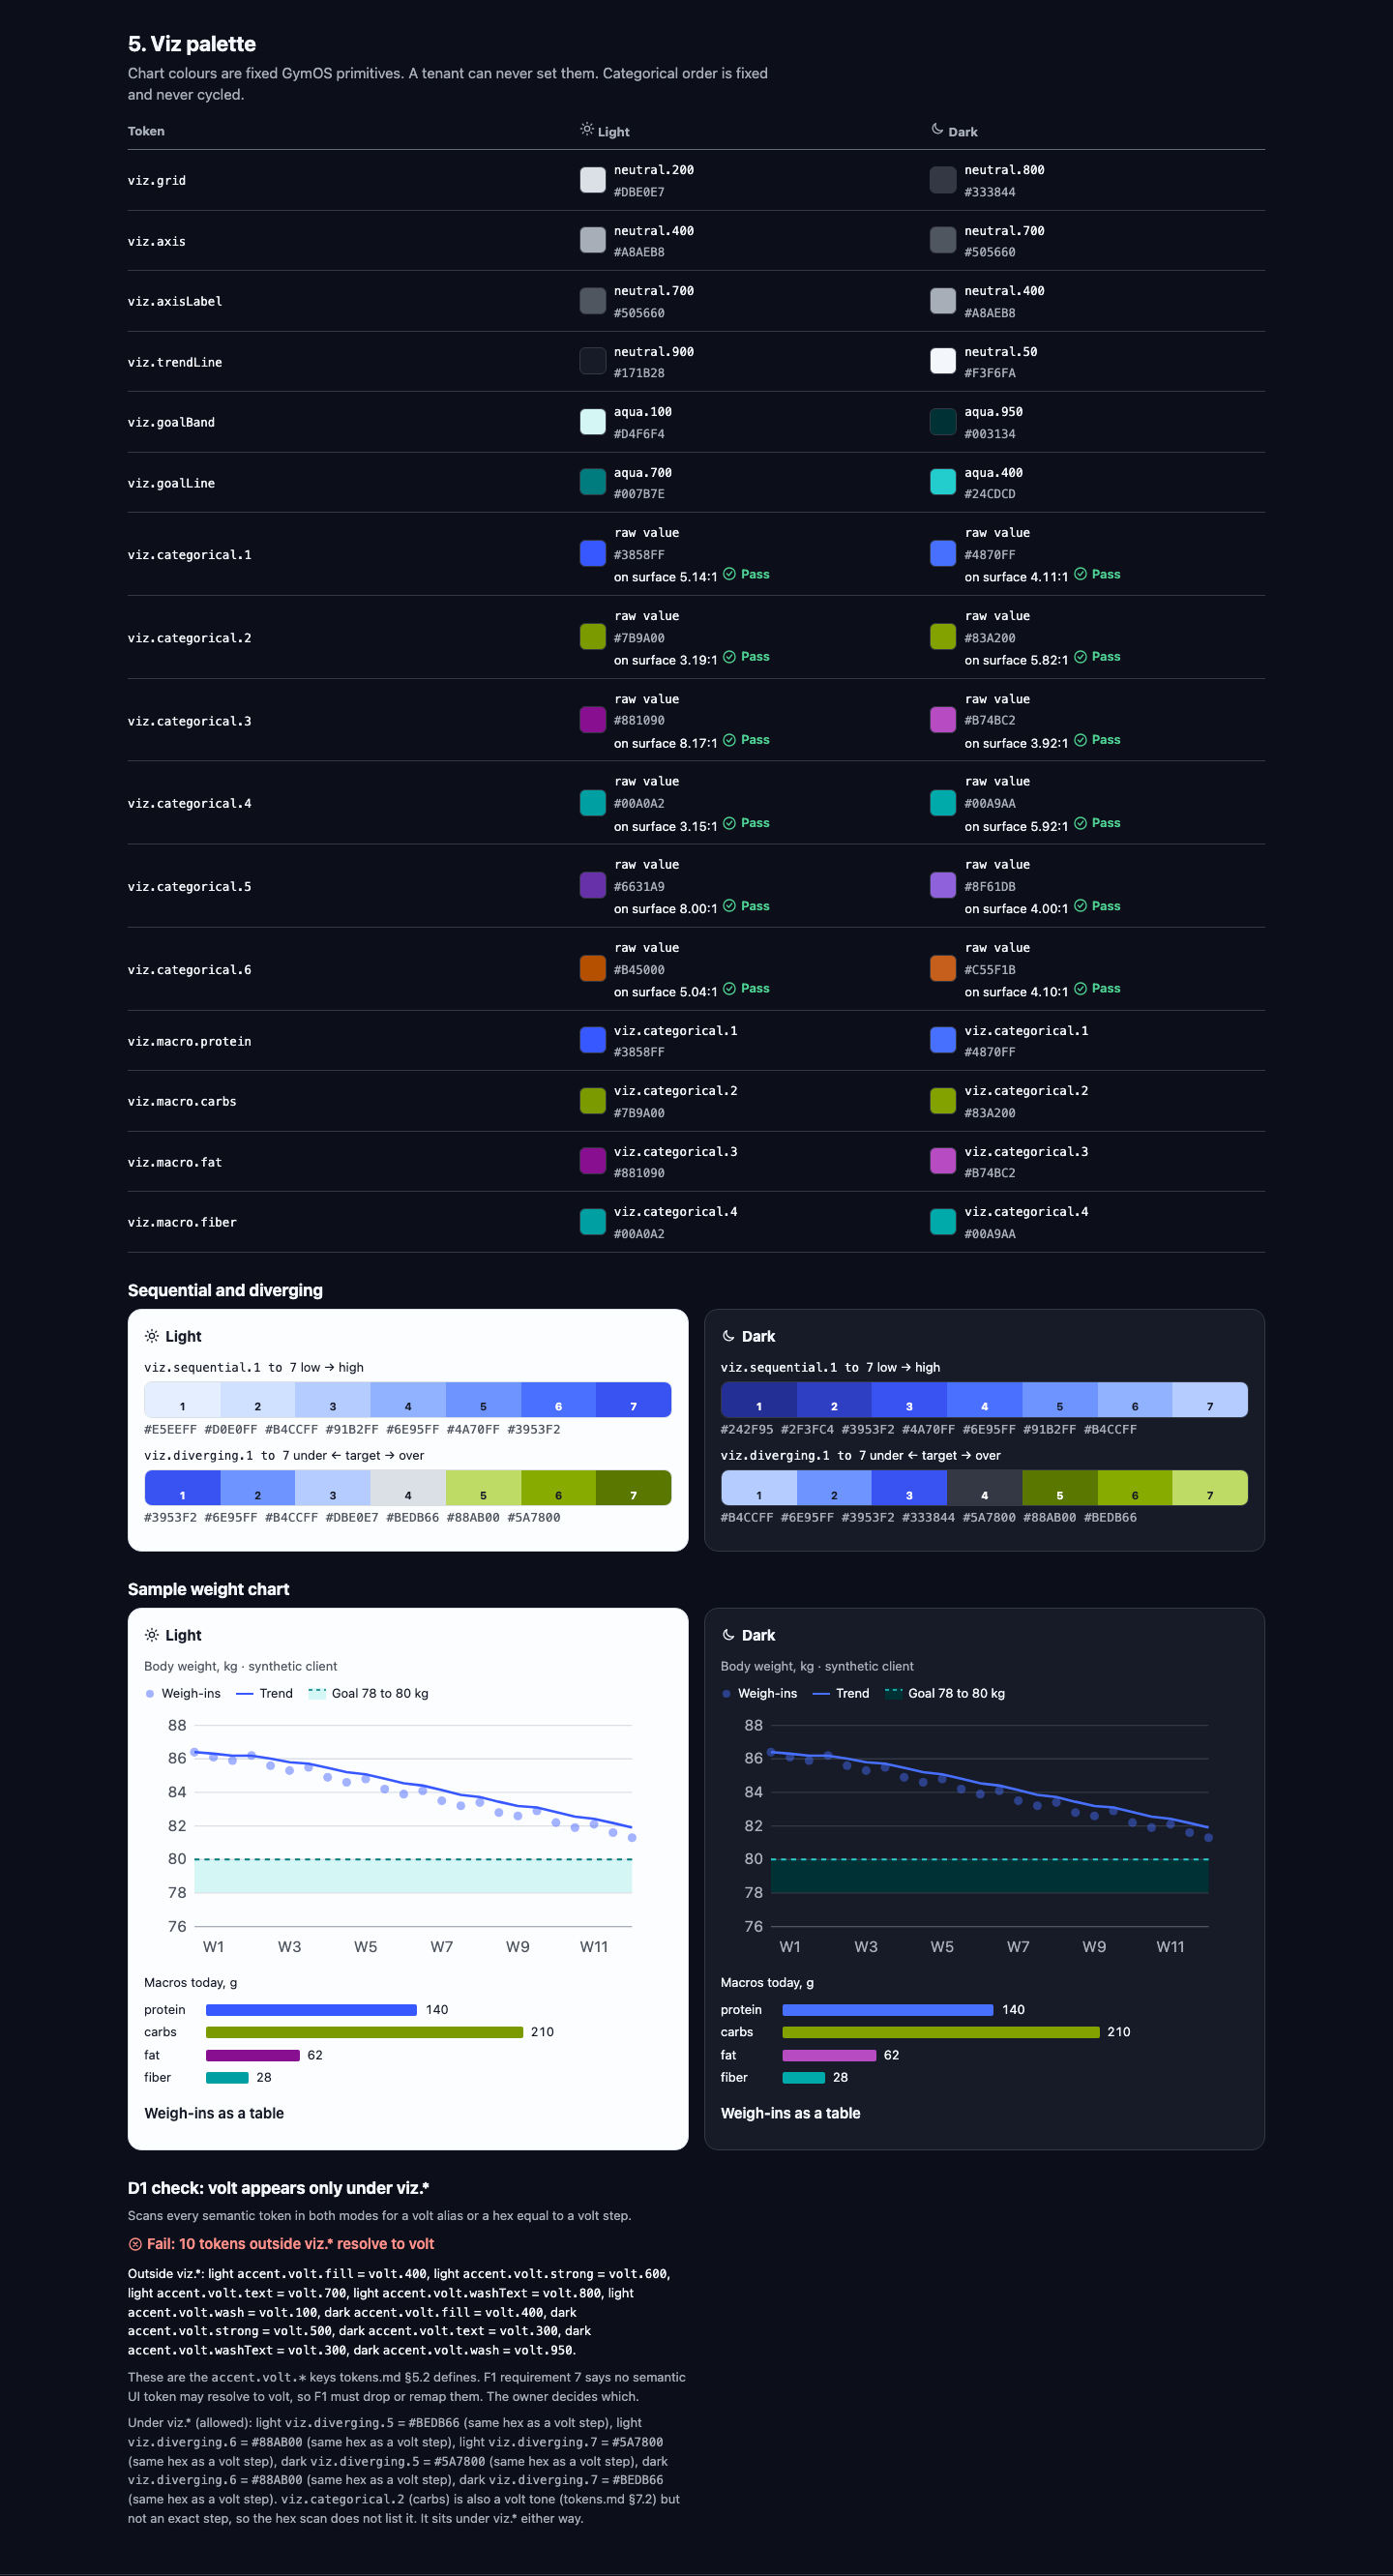 5. Viz palette
Chart colours are fixed GymOS primitives. A tenant can never set them. Categorical order is fixed
and never cycled.
Token Light Dark
viz.grid neutral.200 #DBE0E7 neutral.800 #333844
viz.axis neutral.400 #A8AEB8 neutral.700 #505660
viz.axisLabel neutral.700 #505660 neutral.400 #A8AEB8
viz.trendLine neutral.900 #171B28 neutral.50 #F3F6FA
viz.goalBand aqua.100 #D4F6F4 aqua.950 #003134
viz.goalLine aqua.700 #007B7E aqua.400 #24CDCD
viz.categorical.1 raw value #3858FF on surface 5.14:1 Pass raw value #4870FF on surface 4.11:1 Pass
viz.categorical.2 raw value #7B9A00 on surface 3.19:1 Pass raw value #83A200 on surface 5.82:1 Pass
viz.categorical.3 raw value #881090 on surface 8.17:1 Pass raw value #B74BC2 on surface 3.92:1 Pass
viz.categorical.4 raw value #00A0A2 on surface 3.15:1 Pass raw value #00A9AA on surface 5.92:1 Pass
viz.categorical.5 raw value #6631A9 on surface 8.00:1 Pass raw value #8F61DB on surface 4.00:1 Pass
viz.categorical.6 raw value #B45000 on surface 5.04:1 Pass raw value #C55F1B on surface 4.10:1 Pass
viz.macro.protein viz.categorical.1 #3858FF viz.categorical.1 #4870FF
viz.macro.carbs viz.categorical.2 #7B9A00 viz.categorical.2 #83A200
viz.macro.fat viz.categorical.3 #881090 viz.categorical.3 #B74BC2
viz.macro.fiber viz.categorical.4 #00A0A2 viz.categorical.4 #00A9AA
Sequential and diverging
Light
viz.sequential.1 to 7 low → high
1 2 3 4 5 6 7
#E5EEFF #D0E0FF #B4CCFF #91B2FF #6E95FF #4A70FF #3953F2
viz.diverging.1 to 7 under ← target → over
1 2 3 4 5 6 7
#3953F2 #6E95FF #B4CCFF #DBE0E7 #BEDB66 #88AB00 #5A7800
Dark
viz.sequential.1 to 7 low → high
1 2 3 4 5 6 7
#242F95 #2F3FC4 #3953F2 #4A70FF #6E95FF #91B2FF #B4CCFF
viz.diverging.1 to 7 under ← target → over
1 2 3 4 5 6 7
#B4CCFF #6E95FF #3953F2 #333844 #5A7800 #88AB00 #BEDB66
Sample weight chart
Light
Body weight, kg · synthetic client
Weigh-ins Trend Goal 78 to 80 kg
88
86
84
82
80
78
76
W1 W3 W5 W7 W9 W11
Macros today, g
protein 140
carbs 210
fat 62
fiber 28
Weigh-ins as a table
Dark
Body weight, kg · synthetic client
Weigh-ins Trend Goal 78 to 80 kg
88
86
84
82
80
78
76
W1 W3 W5 W7 W9 W11
Macros today, g
protein 140
carbs 210
fat 62
fiber 28
Weigh-ins as a table
D1 check: volt appears only under viz.*
Scans every semantic token in both modes for a volt alias or a hex equal to a volt step.
Fail: 10 tokens outside viz.* resolve to volt
Outside viz.*: light accent.volt.fill = volt.400, light accent.volt.strong = volt.600,
light accent.volt.text = volt.700, light accent.volt.washText = volt.800, light
accent.volt.wash = volt.100, dark accent.volt.fill = volt.400, dark
accent.volt.strong = volt.500, dark accent.volt.text = volt.300, dark
accent.volt.washText = volt.300, dark accent.volt.wash = volt.950.
These are the accent.volt.* keys tokens.md §5.2 defines. F1 requirement 7 says no semantic
UI token may resolve to volt, so F1 must drop or remap them. The owner decides which.
Under viz.* (allowed): light viz.diverging.5 = #BEDB66 (same hex as a volt step), light
viz.diverging.6 = #88AB00 (same hex as a volt step), light viz.diverging.7 = #5A7800
(same hex as a volt step), dark viz.diverging.5 = #5A7800 (same hex as a volt step), dark
viz.diverging.6 = #88AB00 (same hex as a volt step), dark viz.diverging.7 = #BEDB66
(same hex as a volt step). viz.categorical.2 (carbs) is also a volt tone (tokens.md §7.2) but
not an exact step, so the hex scan does not list it. It sits under viz.* either way.